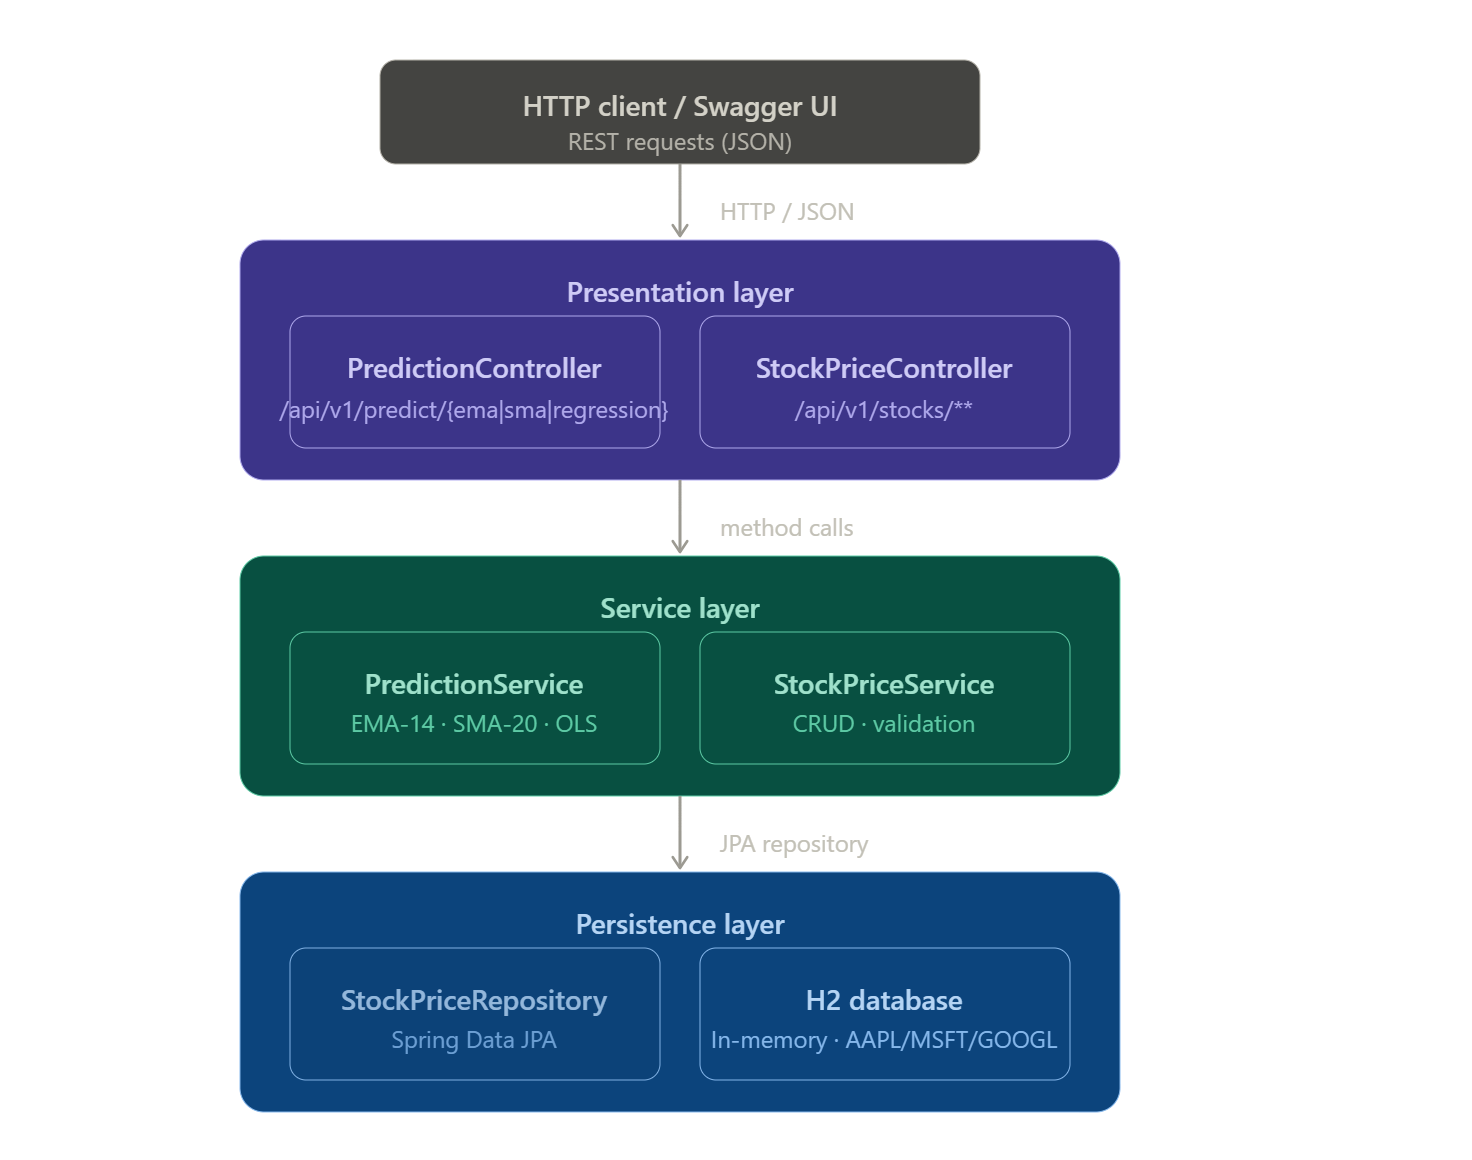 HTTP client / Swagger UI
REST requests (JSON)
HTTP / JSON
Presentation layer
PredictionController
/api/v1/predict/{ema|sma|regression}
StockPriceController
/api/v1/stocks/**
method calls
Service layer
PredictionService
EMA-14 · SMA-20 · OLS
StockPriceService
CRUD · validation
JPA repository
Persistence layer
StockPriceRepository
Spring Data JPA
H2 database
In-memory · AAPL/MSFT/GOOGL